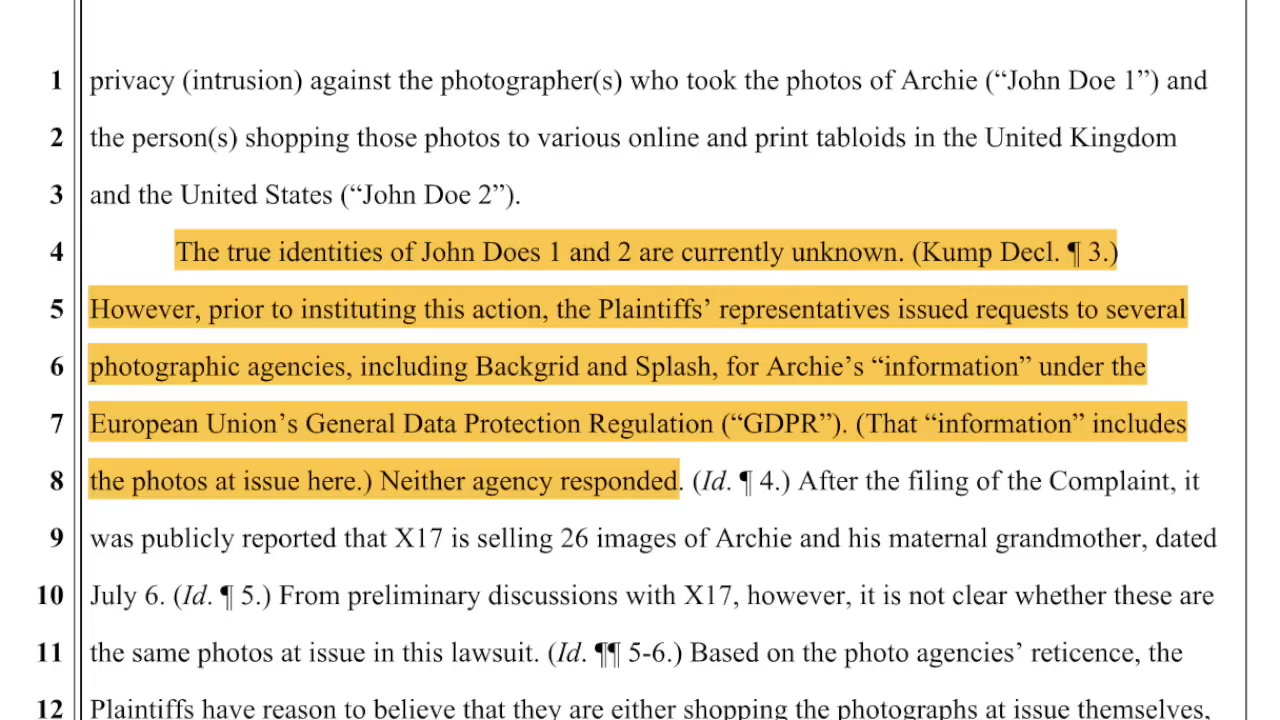 1 privacy (intrusion) against the photographer(s) who took the photos of Archie (“John Doe 1”) and
2 the person(s) shopping those photos to various online and print tabloids in the United Kingdom
3 and the United States (“John Doe 2”).
4 The true identities of John Does 1 and 2 are currently unknown. (Kump Decl. ¶ 3.)
5 However, prior to instituting this action, the Plaintiffs’ representatives issued requests to several
6 photographic agencies, including Backgrid and Splash, for Archie’s “information” under the
7 European Union’s General Data Protection Regulation (“GDPR”). (That “information” includes
8 the photos at issue here.) Neither agency responded. (Id. ¶ 4.) After the filing of the Complaint, it
9 was publicly reported that X17 is selling 26 images of Archie and his maternal grandmother, dated
10 July 6. (Id. ¶ 5.) From preliminary discussions with X17, however, it is not clear whether these are
11 the same photos at issue in this lawsuit. (Id. ¶¶ 5-6.) Based on the photo agencies’ reticence, the
12 Plaintiffs have reason to believe that they are either shopping the photographs at issue themselves,